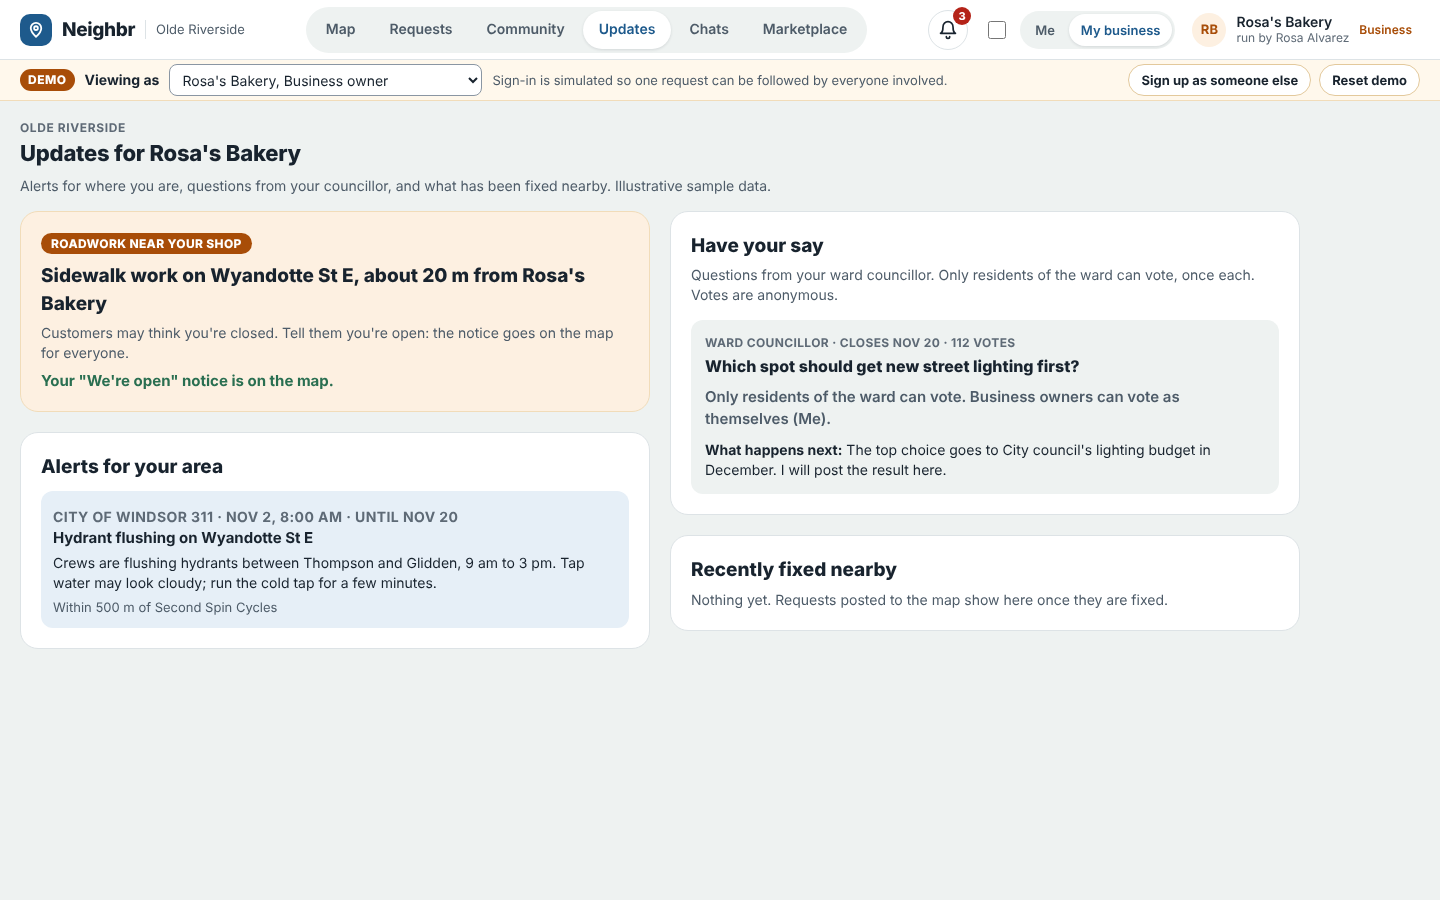 Neighbr
Olde Riverside
Map
Requests
Community
Updates
Chats
Marketplace
3
Me
My business
RB
Rosa's Bakery
run by Rosa Alvarez
Business
DEMO
Viewing as
Rosa's Bakery, Business owner
Sign-in is simulated so one request can be followed by everyone involved.
Sign up as someone else
Reset demo
OLDE RIVERSIDE
Updates for Rosa's Bakery
Alerts for where you are, questions from your councillor, and what has been fixed nearby. Illustrative sample data.
ROADWORK NEAR YOUR SHOP
Sidewalk work on Wyandotte St E, about 20 m from Rosa's
Bakery
Customers may think you're closed. Tell them you're open: the notice goes on the map
for everyone.
Your "We're open" notice is on the map.
Alerts for your area
CITY OF WINDSOR 311 · NOV 2, 8:00 AM · UNTIL NOV 20
Hydrant flushing on Wyandotte St E
Crews are flushing hydrants between Thompson and Glidden, 9 am to 3 pm. Tap
water may look cloudy; run the cold tap for a few minutes.
Within 500 m of Second Spin Cycles
Have your say
Questions from your ward councillor. Only residents of the ward can vote, once each.
Votes are anonymous.
WARD COUNCILLOR · CLOSES NOV 20 · 112 VOTES
Which spot should get new street lighting first?
Only residents of the ward can vote. Business owners can vote as
themselves (Me).
What happens next: The top choice goes to City council's lighting budget in
December. I will post the result here.
Recently fixed nearby
Nothing yet. Requests posted to the map show here once they are fixed.